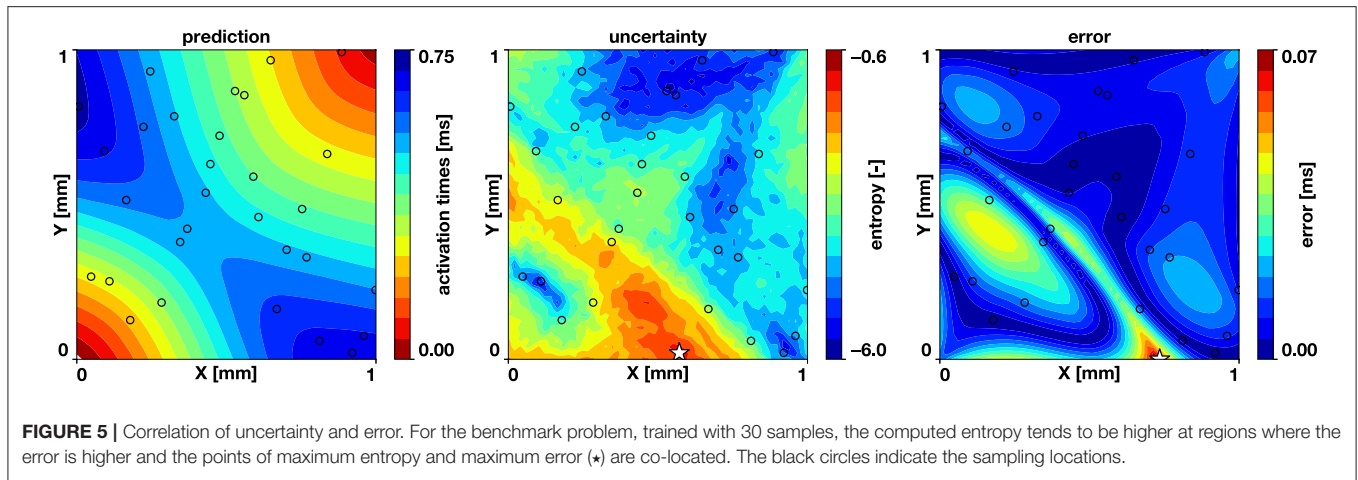 prediction
1
Y [mm]
0
0
X [mm]
1
0.75
activation times [ms]
0.00
uncertainty
1
Y [mm]
0
0
X [mm]
1
–0.6
entropy [-]
–6.0
error
1
Y [mm]
0
0
X [mm]
1
0.07
error [ms]
0.00
FIGURE 5 | Correlation of uncertainty and error. For the benchmark problem, trained with 30 samples, the computed entropy tends to be higher at regions where the
error is higher and the points of maximum entropy and maximum error (⋆) are co-located. The black circles indicate the sampling locations.